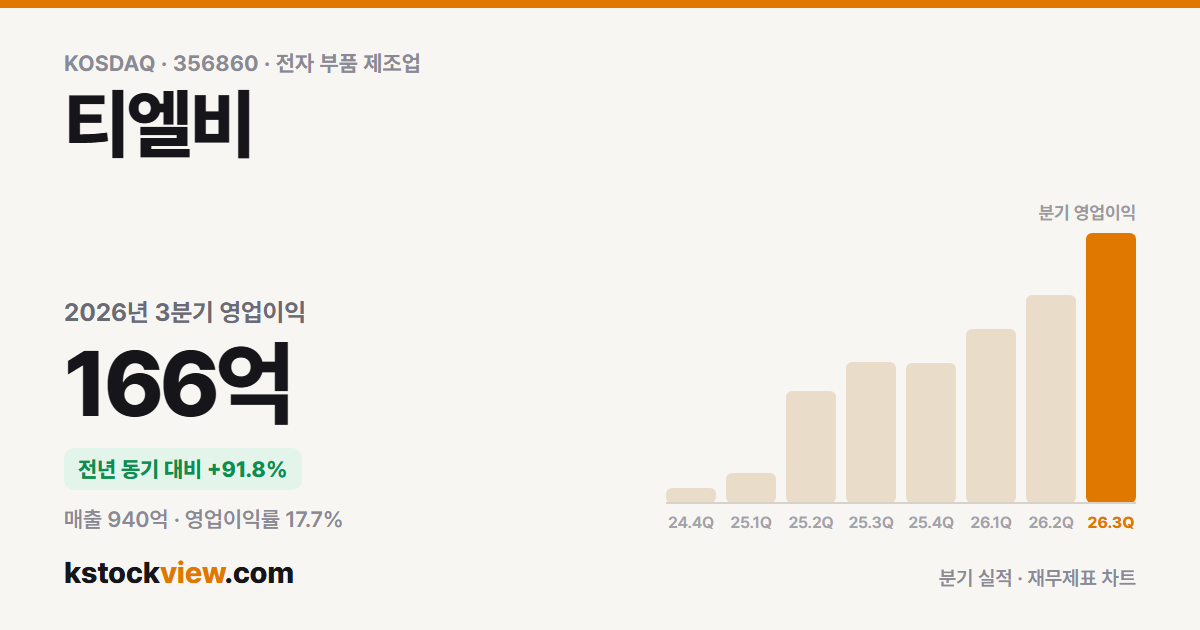 KOSDAQ · 356860 · 전자 부품 제조업
티엘비
분기 영업이익
2026년 3분기 영업이익
166억
전년 동기 대비 +91.8%
매출 940억 · 영업이익률 17.7%
24.4Q 25.1Q 25.2Q 25.3Q 25.4Q 26.1Q 26.2Q 26.3Q
kstockview.com
분기 실적 · 재무제표 차트